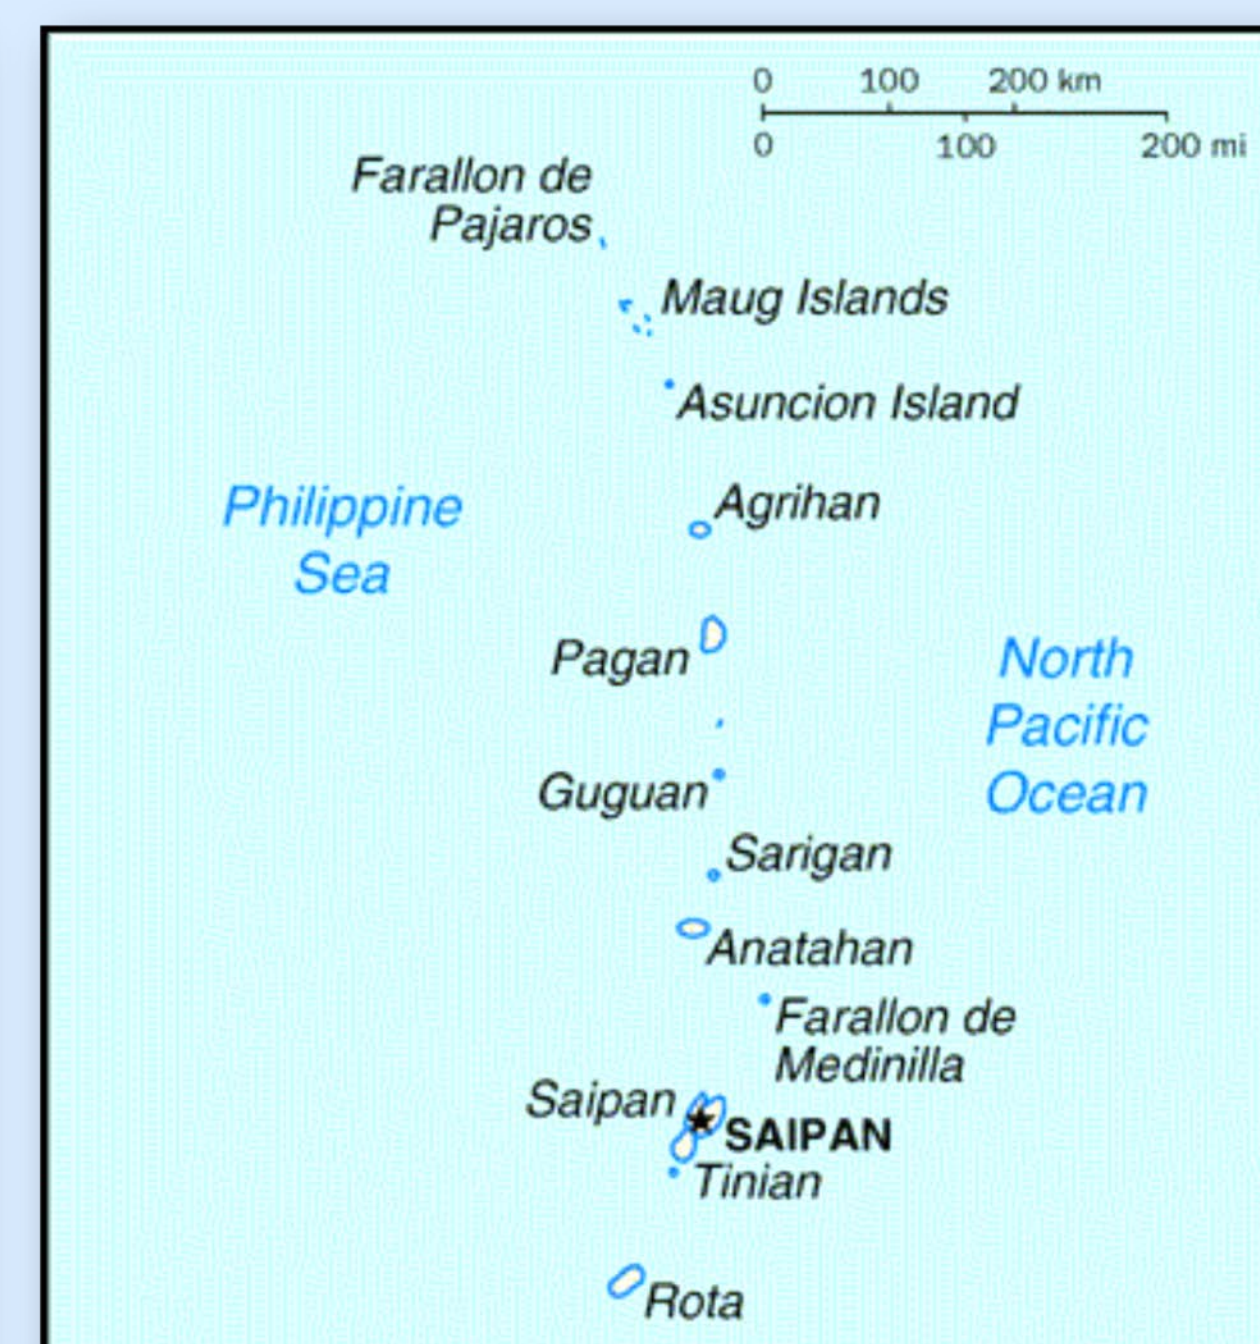 0 100 200 km
0 100 200 mi
Farallon de
Pajaros
Maug Islands
Asuncion Island
Agrihan
Philippine
Sea
Pagan
North
Pacific
Ocean
Guguan
Sarigan
Anatahan
Farallon de
Medinilla
Saipan
SAIPAN
Tinian
Rota